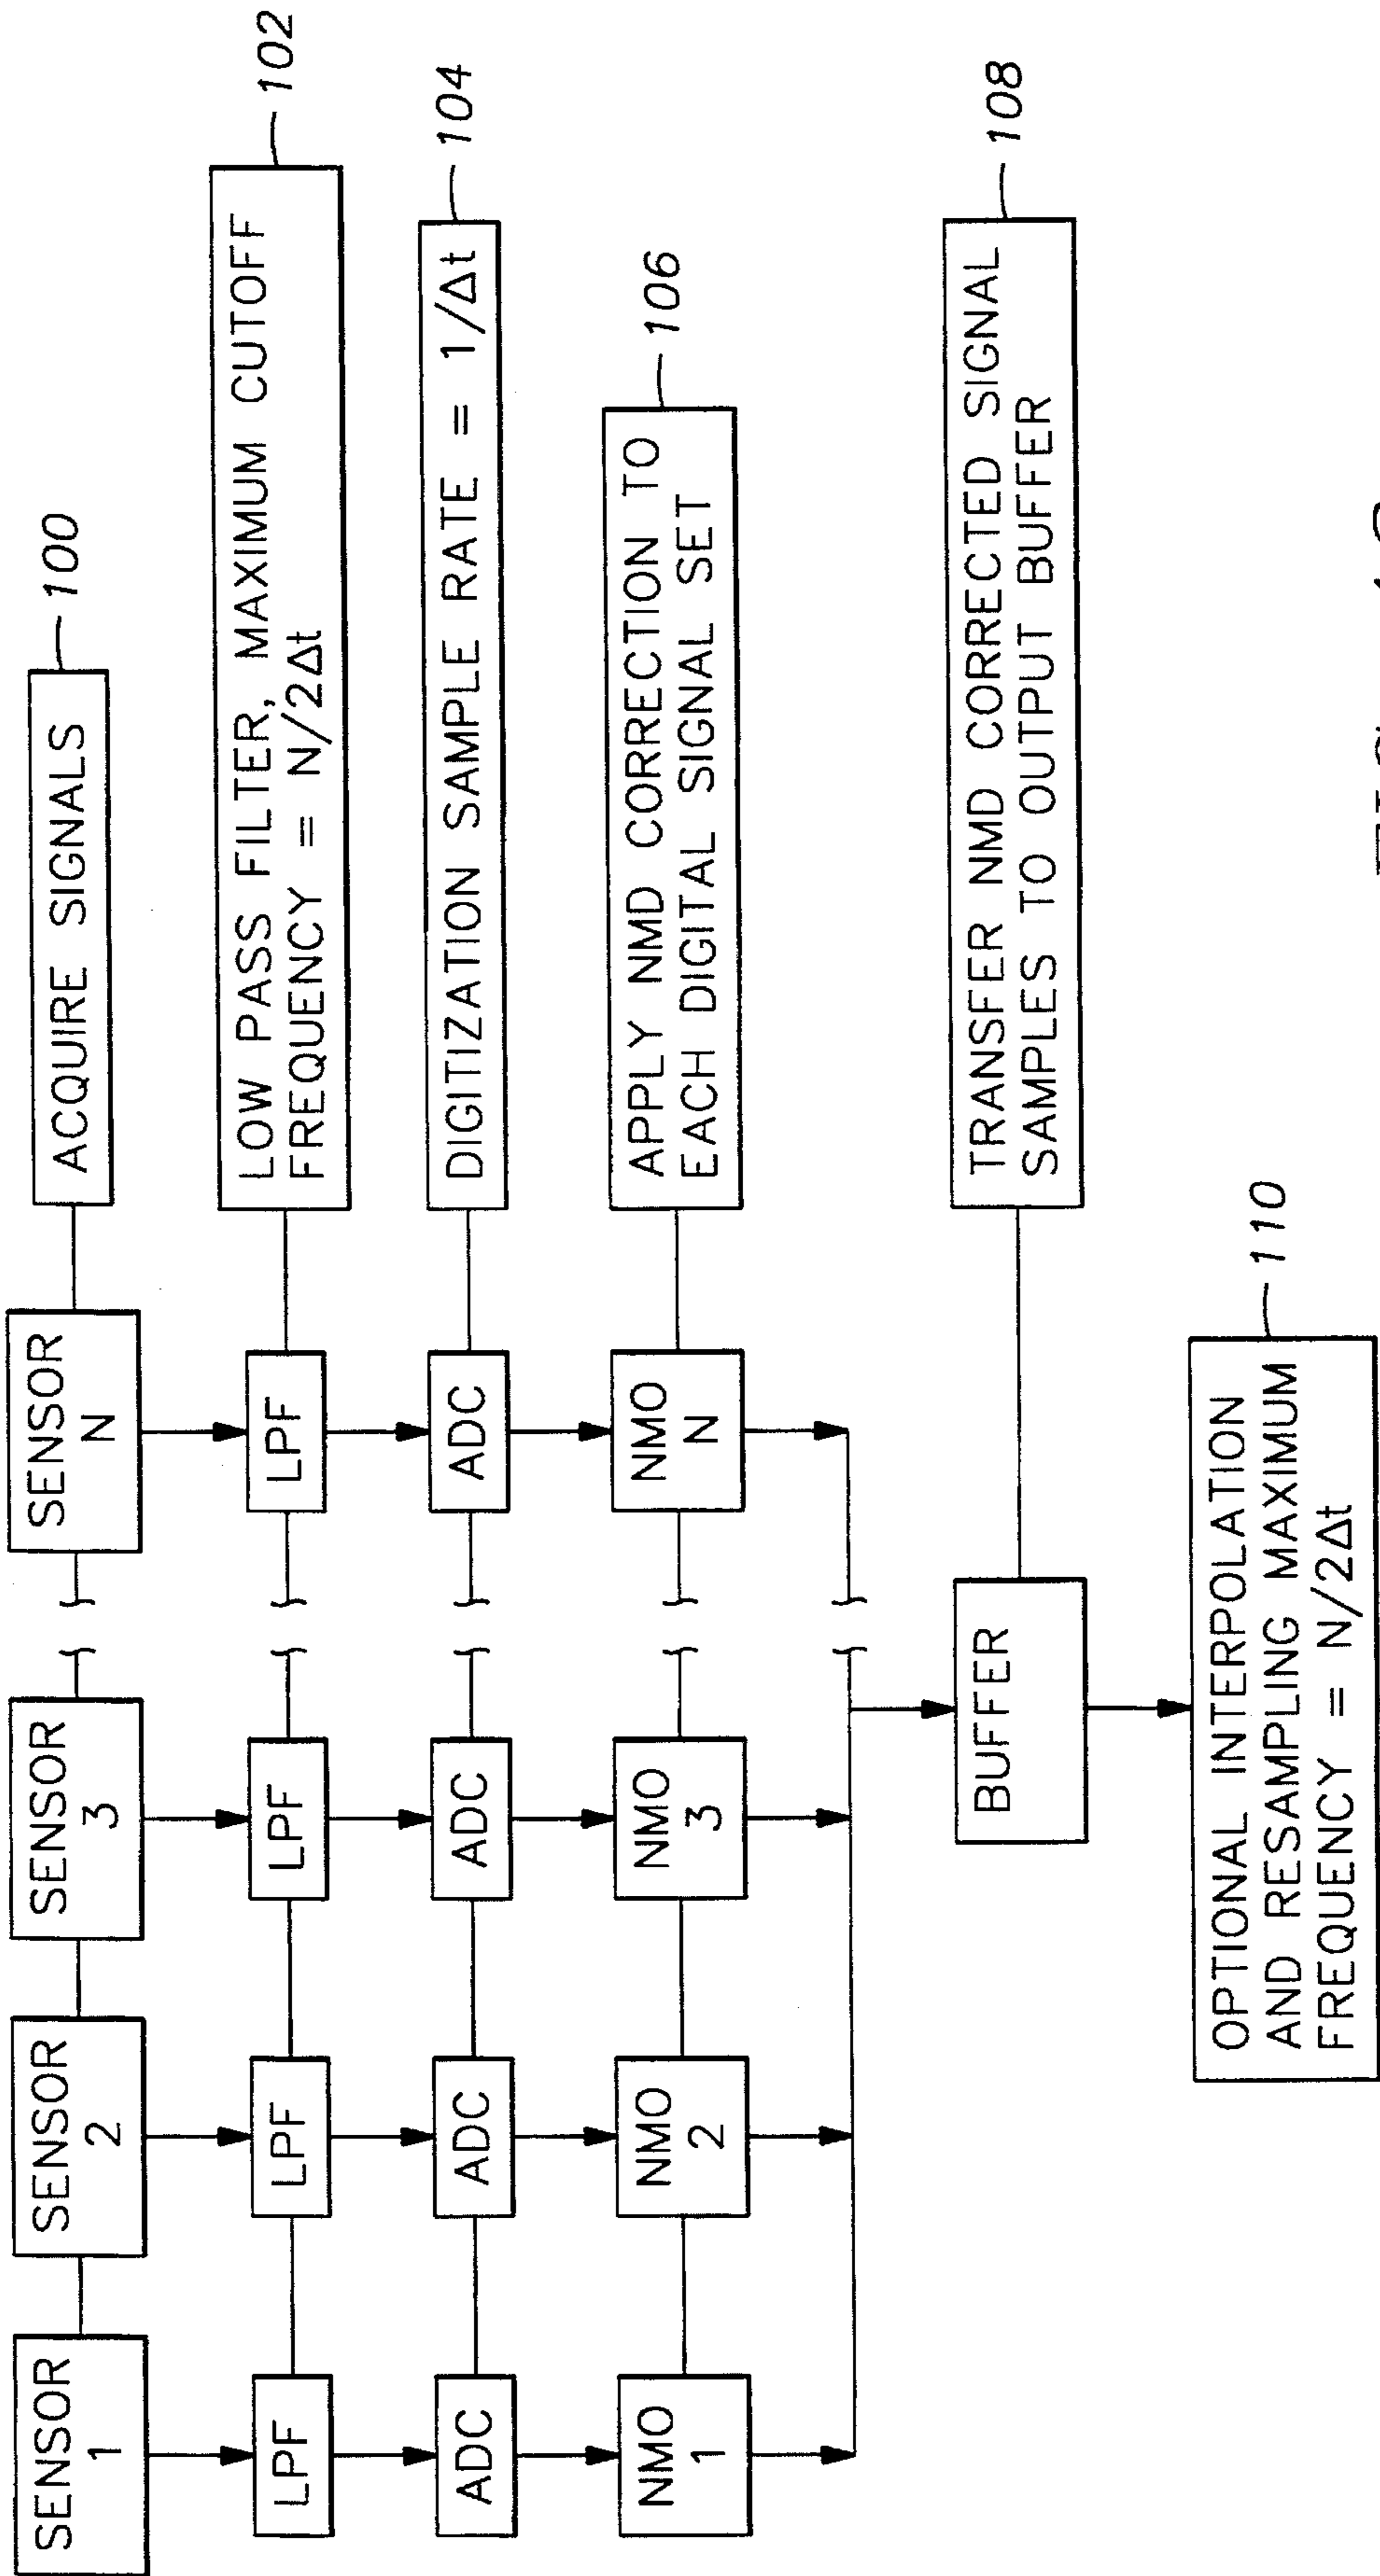 SENSOR
1
SENSOR
2
SENSOR
3
SENSOR
N
ACQUIRE SIGNALS
100
LPF
LPF
LPF
LPF
LOW PASS FILTER, MAXIMUM CUTOFF
FREQUENCY = N/2Δt
102
ADC
ADC
ADC
ADC
DIGITIZATION SAMPLE RATE = 1/Δt
104
NMO
1
NMO
2
NMO
3
NMO
N
APPLY NMD CORRECTION TO
EACH DIGITAL SIGNAL SET
106
BUFFER
TRANSFER NMD CORRECTED SIGNAL
SAMPLES TO OUTPUT BUFFER
108
OPTIONAL INTERPOLATION
AND RESAMPLING MAXIMUM
FREQUENCY = N/2Δt
110